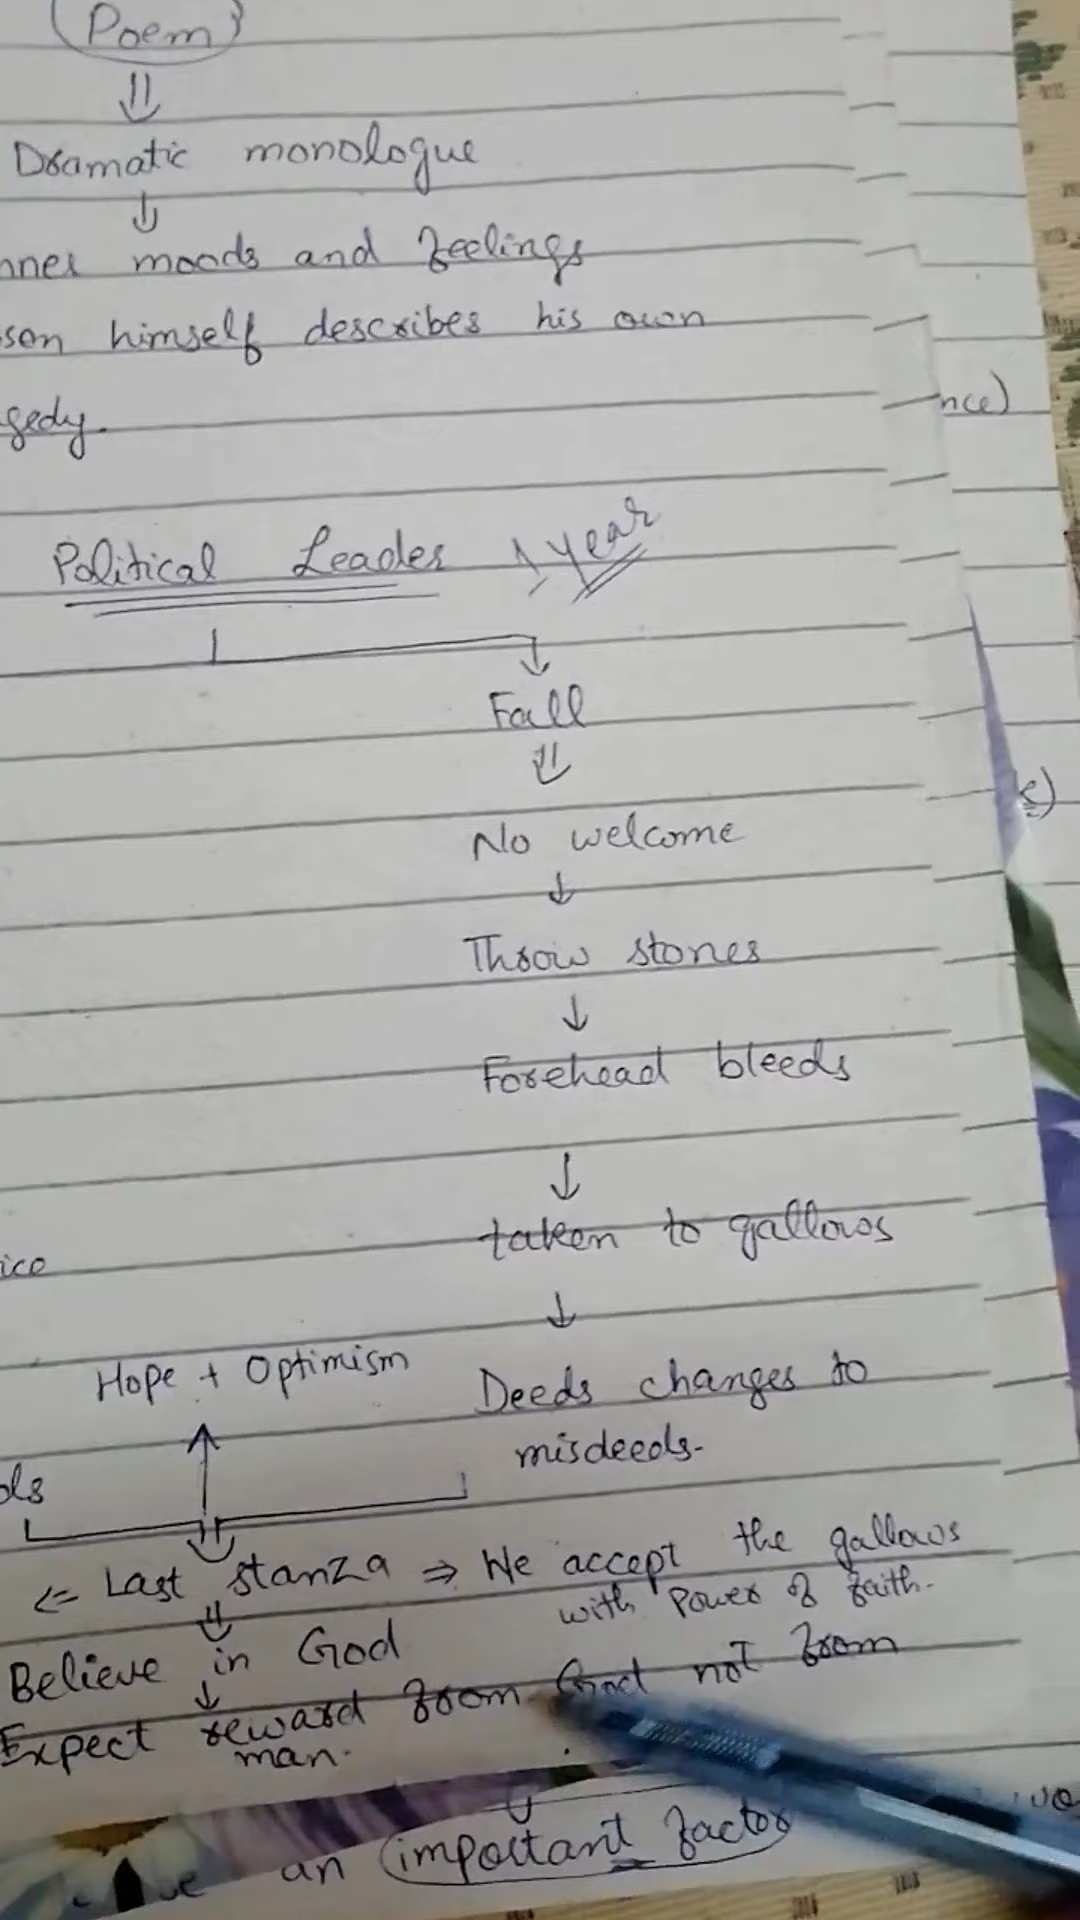 Poem
Dramatic monologue
moods and feelings
himself describes his own
Political Leader 1 year
Fall
No welcome
Throw stones
Forehead bleeds
taken to gallows
Hope + Optimism
Deeds changes to
misdeeds.
Last stanza ⇒ We accept the gallows
with Power of faith.
Believe in God
Expect reward from God not from
man.
an important factor